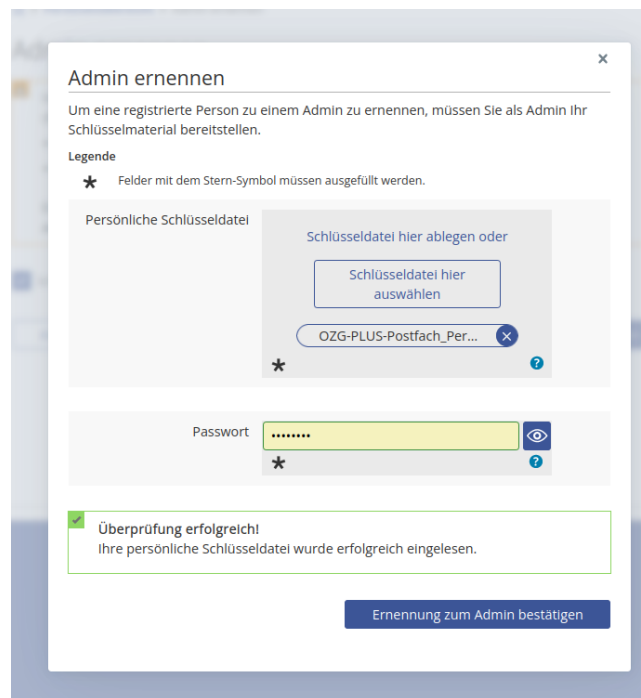 ×
Admin ernennen
Um eine registrierte Person zu einem Admin zu ernennen, müssen Sie als Admin Ihr
Schlüsselmaterial bereitstellen.
Legende
* Felder mit dem Stern-Symbol müssen ausgefüllt werden.
Persönliche Schlüsseldatei
Schlüsseldatei hier ablegen oder
Schlüsseldatei hier
auswählen
OZG-PLUS-Postfach_Per... ×
* ?
Passwort ••••••••
* ?
Überprüfung erfolgreich!
Ihre persönliche Schlüsseldatei wurde erfolgreich eingelesen.
Ernennung zum Admin bestätigen